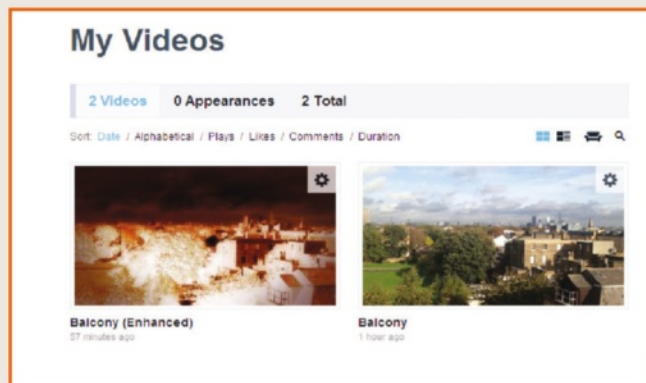 My Videos
2 Videos 0 Appearances 2 Total
Sort: Date / Alphabetical / Plays / Likes / Comments / Duration
Balcony (Enhanced) Balcony
57 minutes ago 1 hour ago